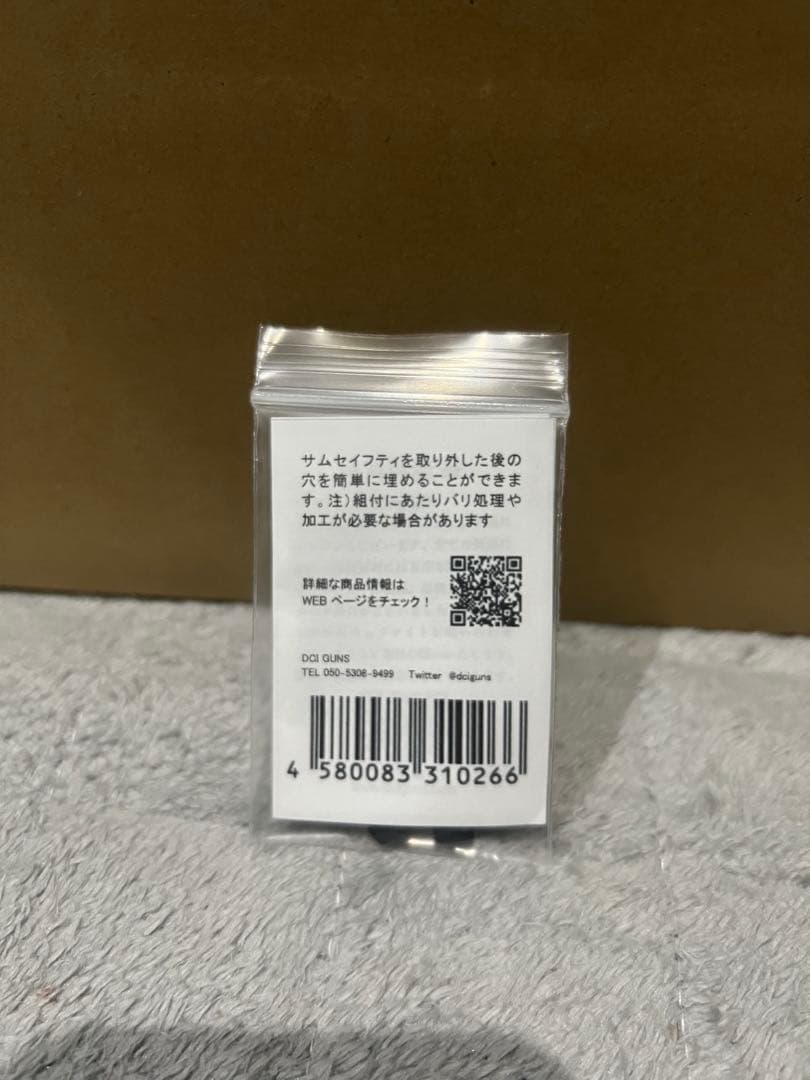 サムセイフティを取り外した後の
穴を簡単に埋めることができま
す。注)組付にあたりバリ処理や
加工が必要な場合があります
詳細な商品情報は
WEB ページをチェック！
DCI GUNS
TEL 050-5308-9499 Twitter @dciguns
4 580083 310266